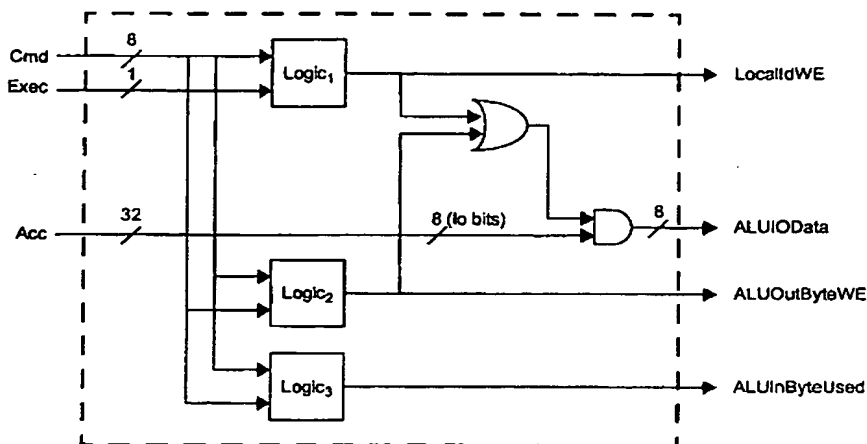 Cmd
8
Exec
1
Logic₁
LocalIdWE
Acc
32
8 (lo bits)
8
ALUIOData
Logic₂
ALUOutByteWE
Logic₃
ALUInByteUsed